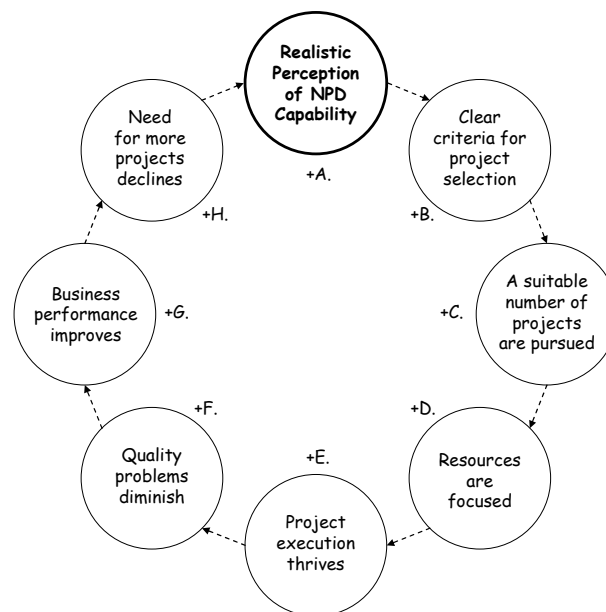 Realistic
Perception
of NPD
Capability
+A.
Clear
criteria for
project
selection
+B.
A suitable
number of
projects
are pursued
+C.
Resources
are
focused
+D.
Project
execution
thrives
+E.
Quality
problems
diminish
+F.
Business
performance
improves
+G.
Need
for more
projects
declines
+H.